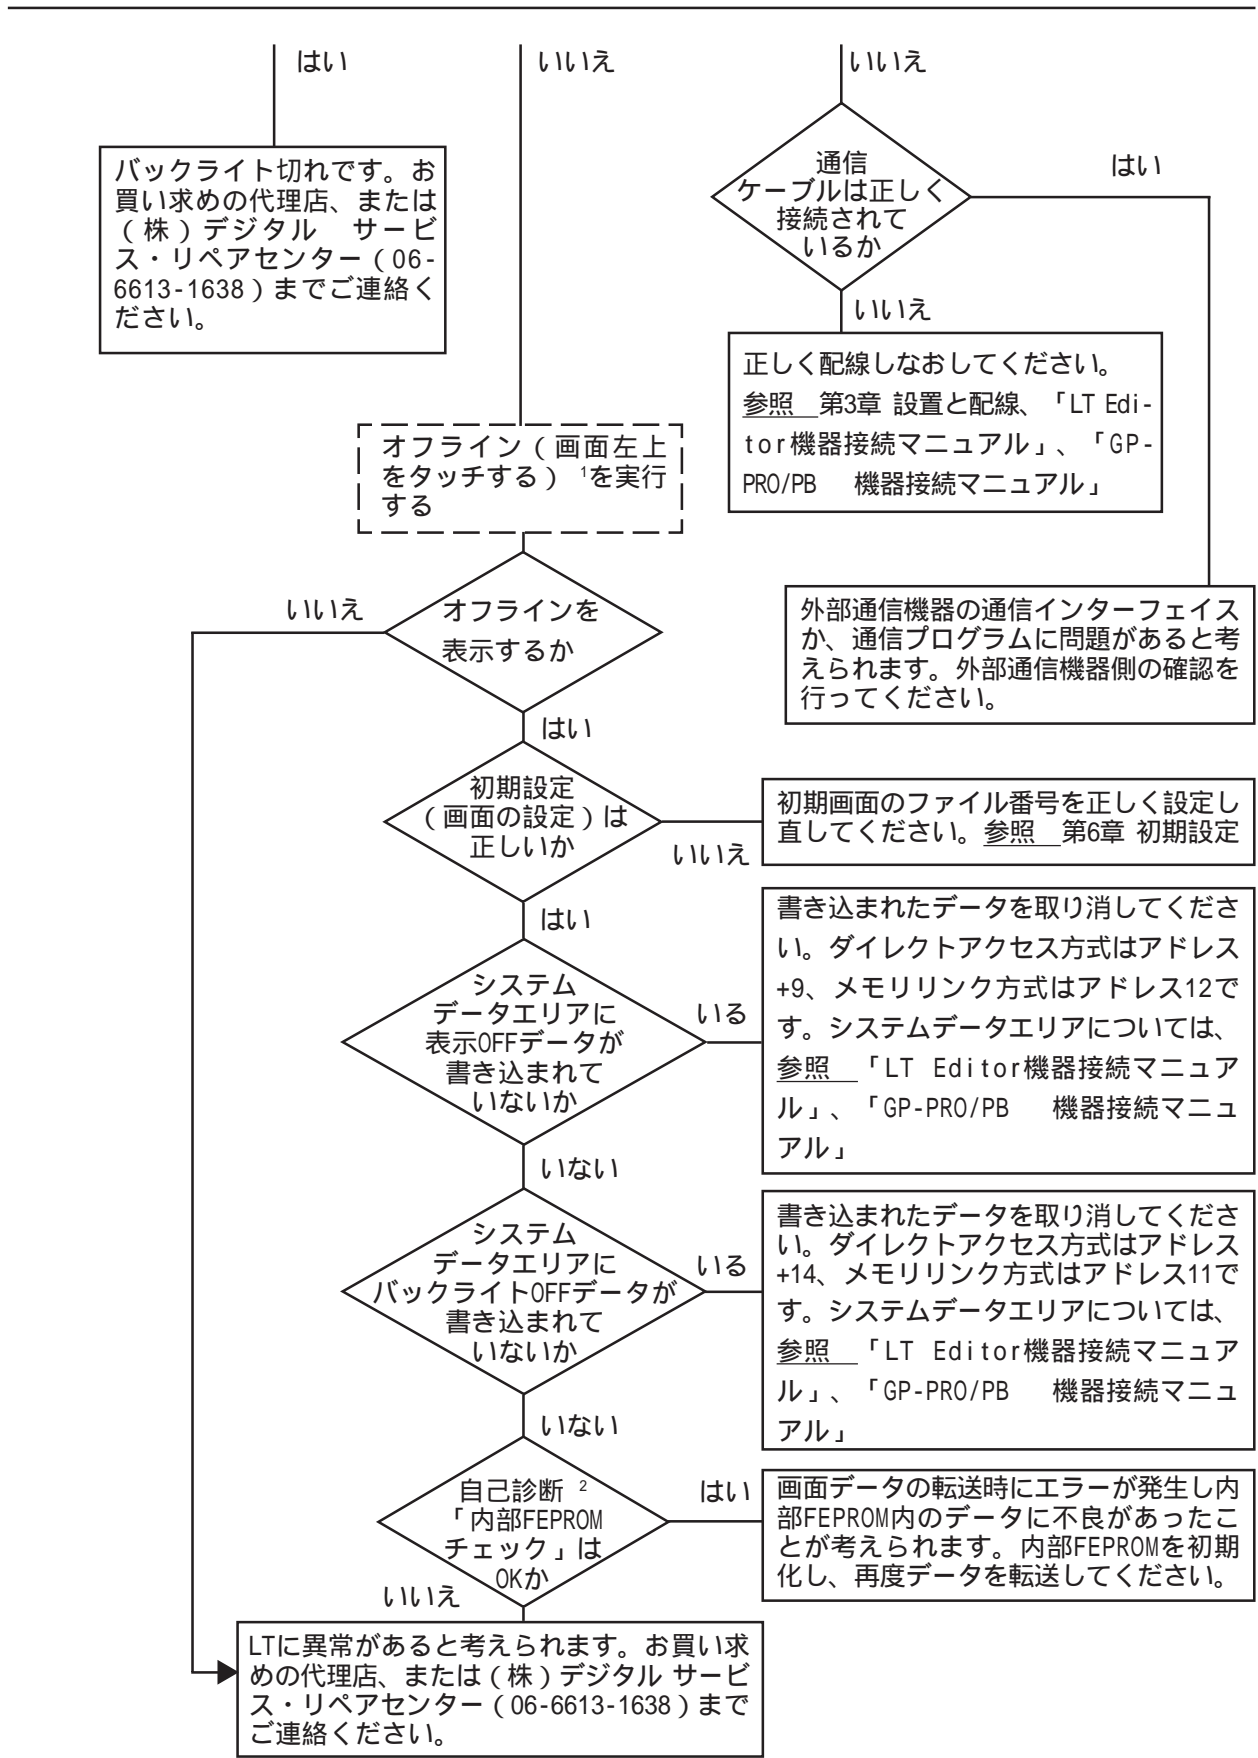 はい
いいえ
いいえ
バックライト切れです。お
買い求めの代理店、または
(株)デジタル サービ
ス・リペアセンター(06-
6613-1638)までご連絡く
ださい。
通信
ケーブルは正しく
接続されて
いるか
はい
いいえ
正しく配線しなおしてください。
参照 第3章 設置と配線、「LT Edi-
tor機器接続マニュアル」、「GP-
PRO/PB 機器接続マニュアル」
オフライン(画面左上
をタッチする) 1を実行
する
オフラインを
表示するか
いいえ
外部通信機器の通信インターフェイス
か、通信プログラムに問題があると考
えられます。外部通信機器側の確認を
行ってください。
はい
初期設定
(画面の設定)は
正しいか
いいえ
初期画面のファイル番号を正しく設定し
直してください。参照 第6章 初期設定
はい
システム
データエリアに
表示OFFデータが
書き込まれて
いないか
いる
書き込まれたデータを取り消してくださ
い。ダイレクトアクセス方式はアドレス
+9、メモリリンク方式はアドレス12で
す。システムデータエリアについては、
参照 「LT Editor機器接続マニュア
ル」、「GP-PRO/PB 機器接続マニュ
アル」
いない
システム
データエリアに
バックライトOFFデータが
書き込まれて
いないか
いる
書き込まれたデータを取り消してくださ
い。ダイレクトアクセス方式はアドレス
+14、メモリリンク方式はアドレス11で
す。システムデータエリアについては、
参照 「LT Editor機器接続マニュア
ル」、「GP-PRO/PB 機器接続マニュ
アル」
いない
自己診断 2
「内部FEPROM
チェック」は
OKか
はい
画面データの転送時にエラーが発生し内
部FEPROM内のデータに不良があったこ
とが考えられます。内部FEPROMを初期
化し、再度データを転送してください。
いいえ
LTに異常があると考えられます。お買い求
めの代理店、または(株)デジタル サービ
ス・リペアセンター(06-6613-1638)まで
ご連絡ください。